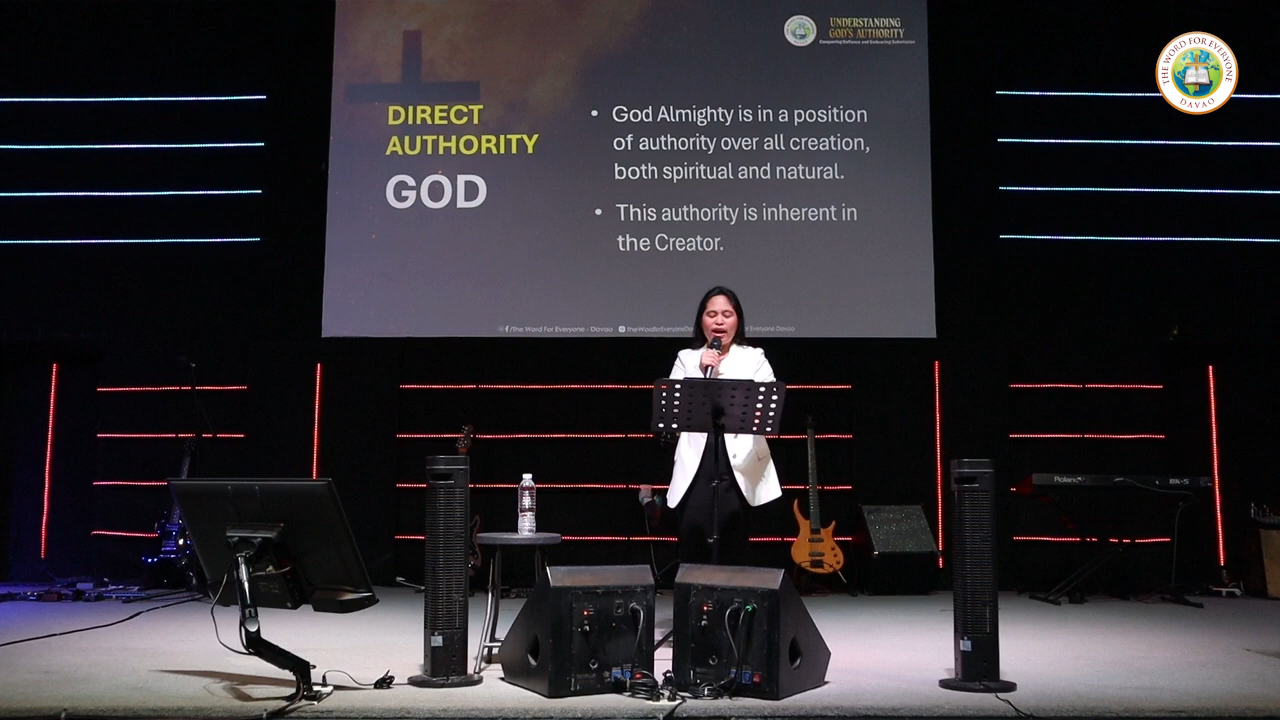 THE WORD FOR EVERYONE
DAVAO
UNDERSTANDING
GOD'S AUTHORITY
Conquering Defiance and Embracing Submission
DIRECT
AUTHORITY
GOD
• God Almighty is in a position
of authority over all creation,
both spiritual and natural.
• This authority is inherent in
the Creator.
/The Word For Everyone - Davao
Everyone Davao
Roland